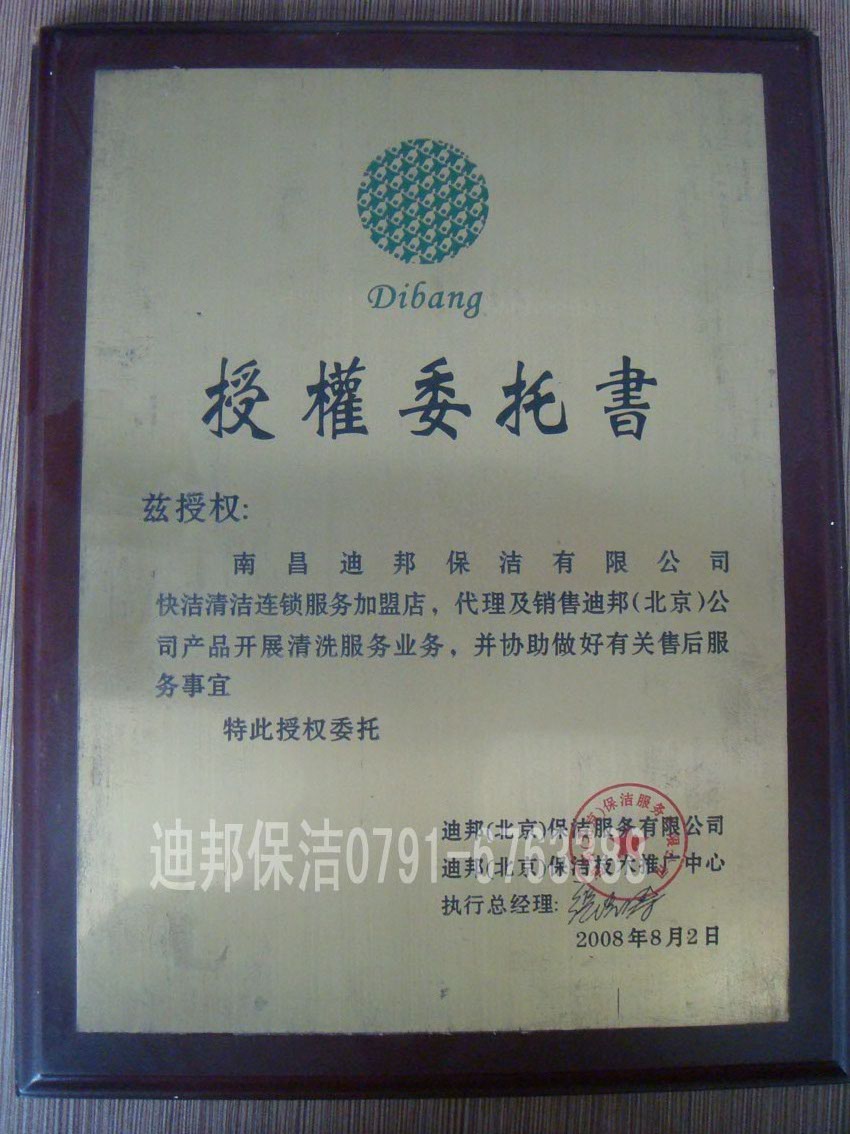 Dibang
授權委托書
兹授权:
南昌迪邦保洁有限公司
快洁清洁连锁服务加盟店，代理及销售迪邦(北京)公
司产品开展清洗服务业务，并协助做好有关售后服
务事宜
特此授权委托
迪邦(北京)保洁服务有限公司
迪邦(北京)保洁技术推广中心
执行总经理:
2008年8月2日
迪邦保洁0791-6763383